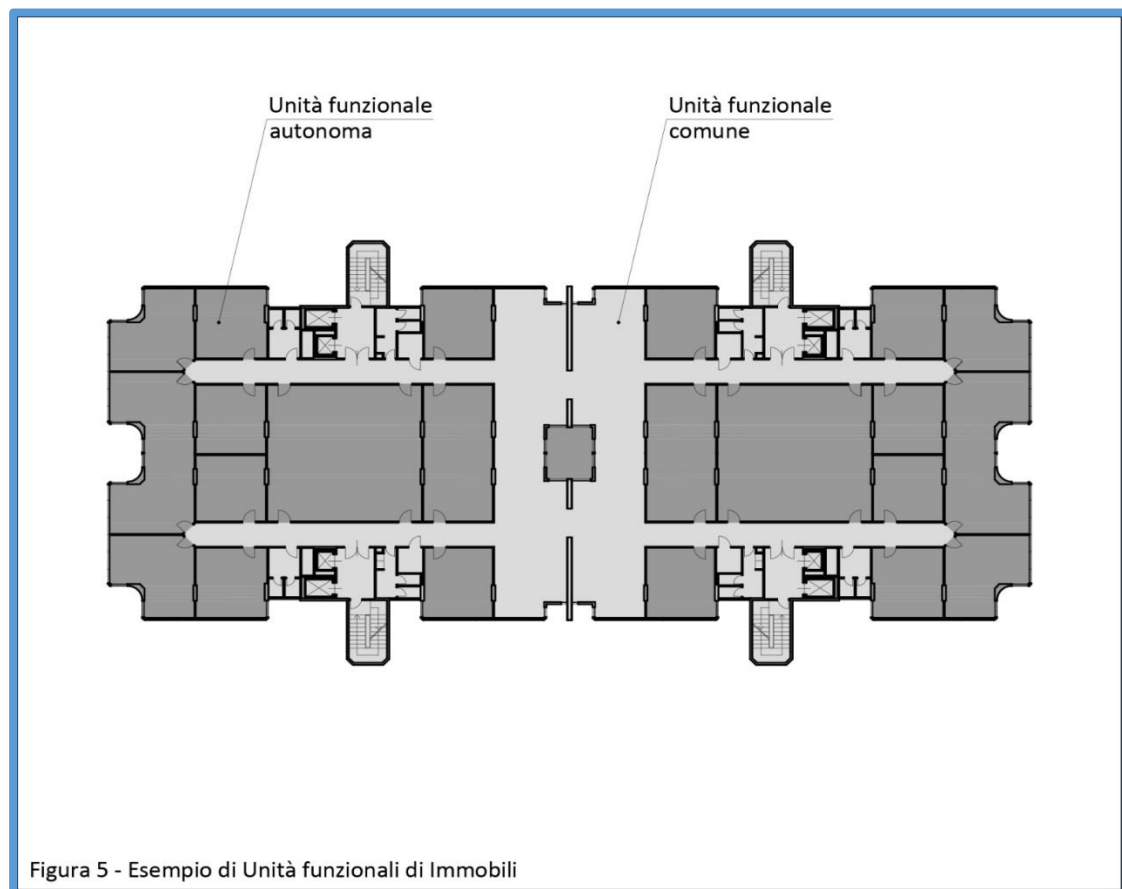 Unità funzionale
autonoma
Unità funzionale
comune
Figura 5 - Esempio di Unità funzionali di Immobili